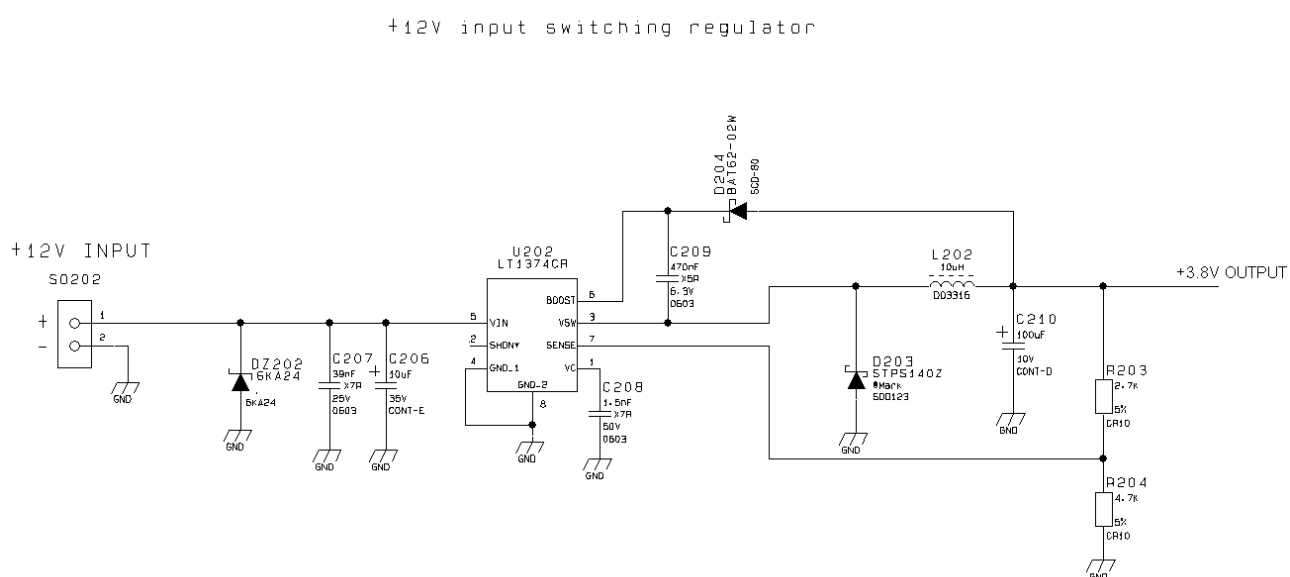 +12V input switching regulator
D204
BAT62-02W
SCD-80
+12V INPUT
SO202
+
-
1
2
GND
DZ202
6KA24
6KA24
GND
C207
39nF
X7R
25V
0603
GND
C206
+
10uF
35V
CONT-E
GND
U202
LT1374CR
BOOST
6
5
VIN
VSW
3
2
SHDN*
SENSE
7
4
GND_1
VC
1
GND_2
8
GND
C208
1.5nF
X7R
50V
0603
GND
C209
470nF
X5R
6.3V
0603
L202
10uH
DO3316
+3.8V OUTPUT
D203
STPS140Z
*Mark
SOD123
GND
C210
+
100uF
10V
CONT-D
GND
R203
2.7K
5%
CR10
R204
4.7K
5%
CR10
GND